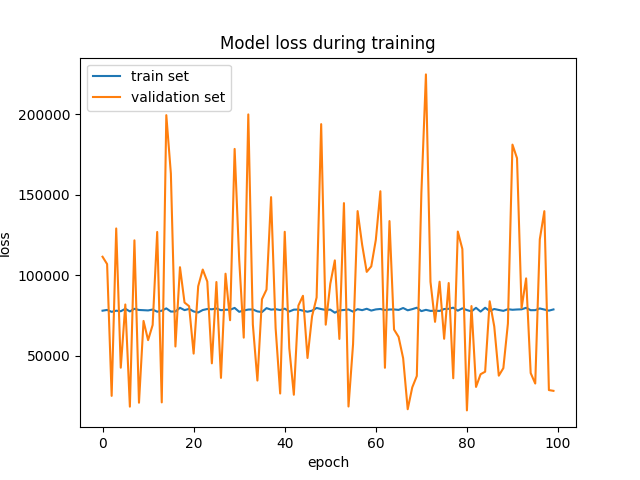 Model loss during training
train set
validation set
200000
150000
100000
50000
loss
0 20 40 60 80 100
epoch